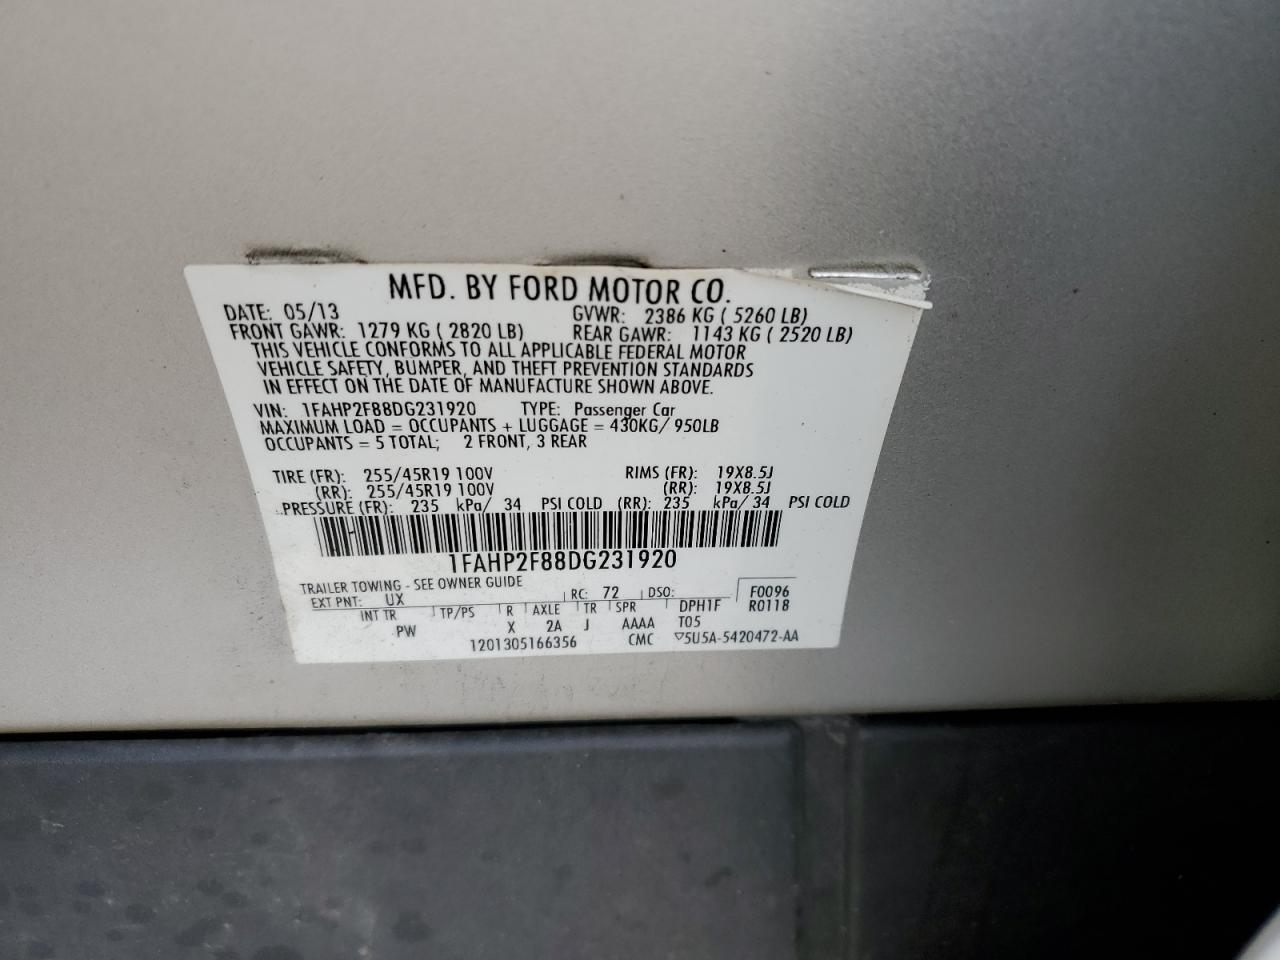 MFD. BY FORD MOTOR CO.
DATE: 05/13 GVWR: 2386 KG ( 5260 LB)
FRONT GAWR: 1279 KG ( 2820 LB) REAR GAWR: 1143 KG ( 2520 LB)
THIS VEHICLE CONFORMS TO ALL APPLICABLE FEDERAL MOTOR
VEHICLE SAFETY, BUMPER, AND THEFT PREVENTION STANDARDS
IN EFFECT ON THE DATE OF MANUFACTURE SHOWN ABOVE.
VIN: 1FAHP2F88DG231920 TYPE: Passenger Car
MAXIMUM LOAD = OCCUPANTS + LUGGAGE = 430KG/ 950LB
OCCUPANTS = 5 TOTAL; 2 FRONT, 3 REAR
TIRE (FR): 255/45R19 100V RIMS (FR): 19X8.5J
(RR): 255/45R19 100V (RR): 19X8.5J
PRESSURE (FR): 235 kPa/ 34 PSI COLD (RR): 235 kPa/ 34 PSI COLD
1FAHP2F88DG231920
TRAILER TOWING - SEE OWNER GUIDE
EXT PNT: UX RC: 72 DSO: F0096
INT TR TP/PS R AXLE TR SPR DPH1F R0118
PW X 2A J AAAA T05
1201305166356 CMC ▽5U5A-5420472-AA